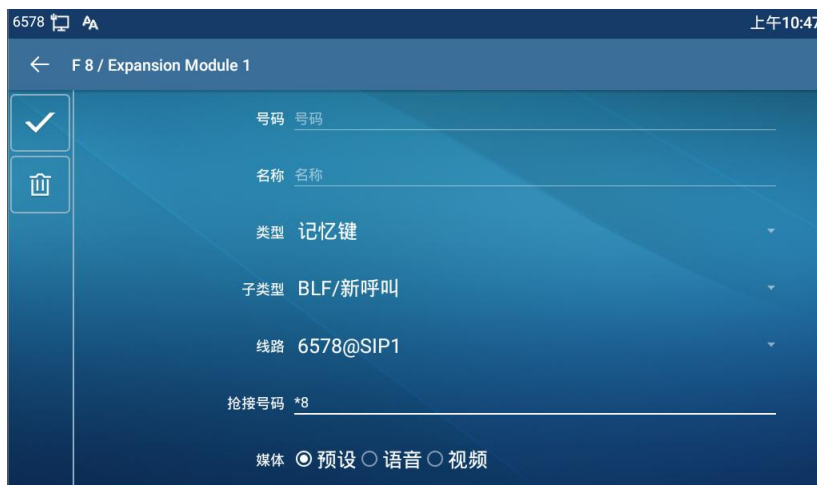 6578 AA 上午10:47
F 8 / Expansion Module 1
号码 号码
名称 名称
类型 记忆键
子类型 BLF/新呼叫
线路 6578@SIP1
抢接号码 *8
媒体 预设 语音 视频